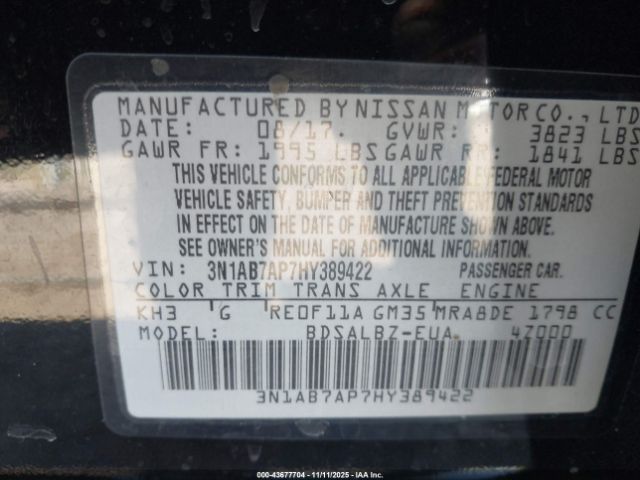 MANUFACTURED BY NISSAN MOTOR CO., LTD
DATE: 08/17. GVWR: 3823 LBS
GAWR FR: 1995 LBS GAWR RR: 1841 LBS
THIS VEHICLE CONFORMS TO ALL APPLICABLE FEDERAL MOTOR
VEHICLE SAFETY, BUMPER AND THEFT PREVENTION STANDARDS
IN EFFECT ON THE DATE OF MANUFACTURE SHOWN ABOVE.
SEE OWNER'S MANUAL FOR ADDITIONAL INFORMATION.
VIN: 3N1AB7AP7HY389422 PASSENGER CAR.
COLOR TRIM TRANS AXLE ENGINE
KH3 G RE0F11A GM35 MRA8DE 1798 CC
MODEL: BDSALBZ-EUA 4Z000
3N1AB7AP7HY389422
000-43677704 - 11/11/2025 - IAA Inc.